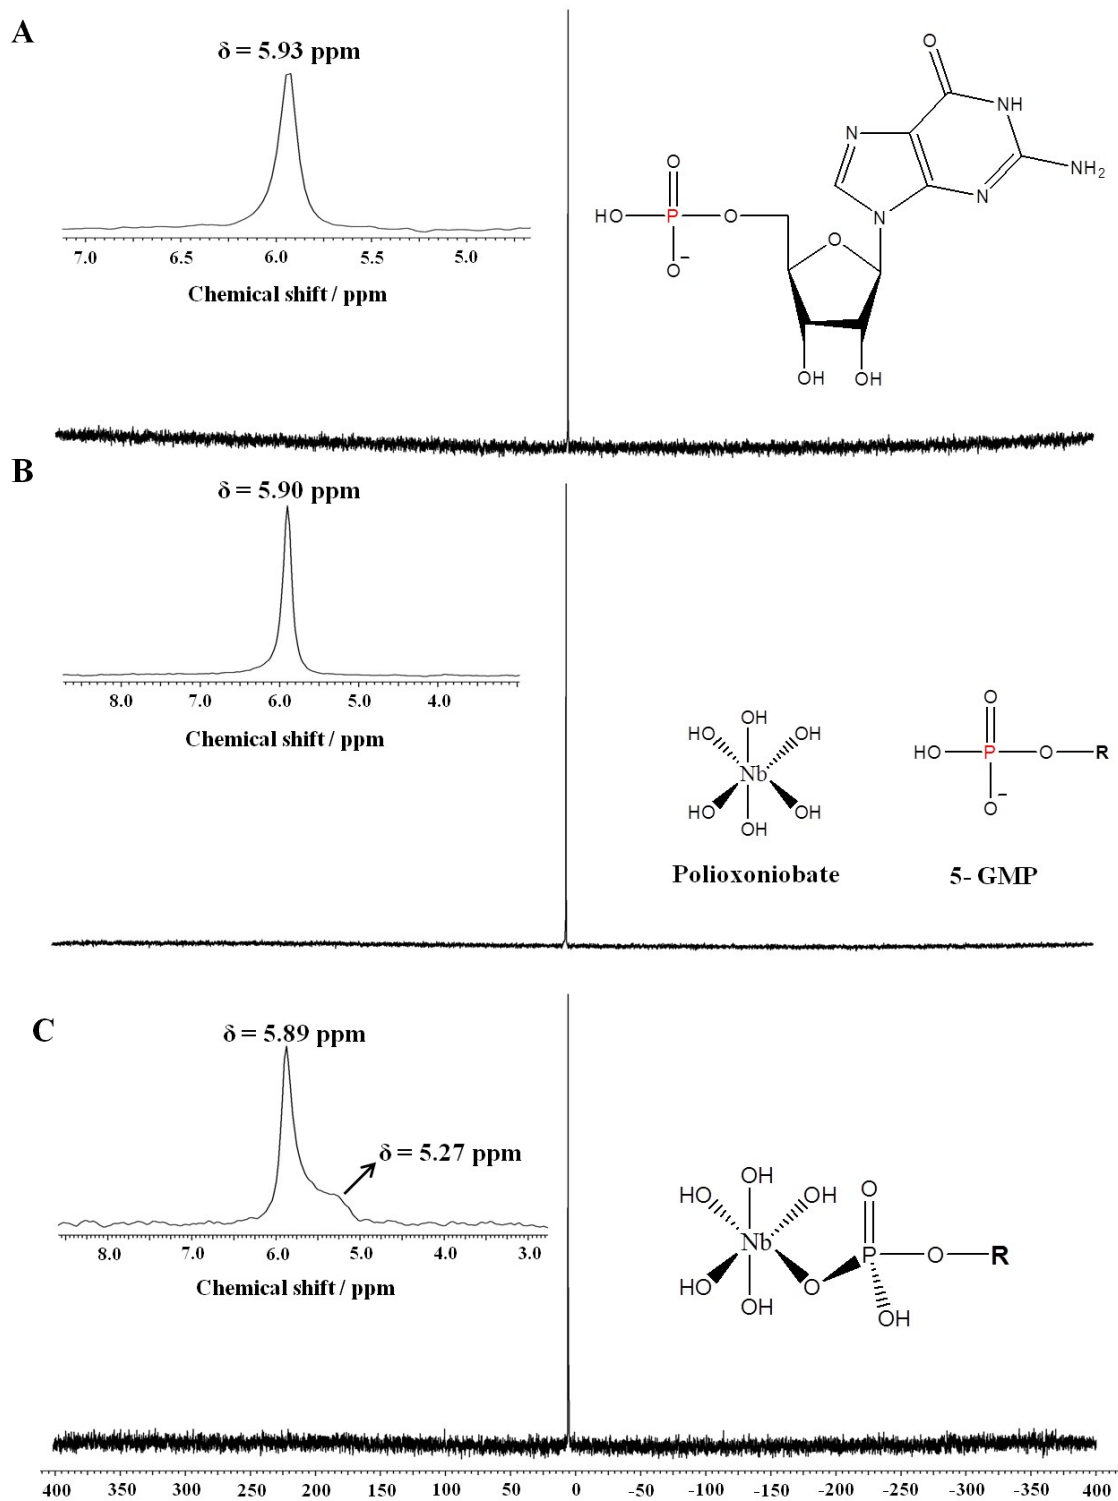 A
δ = 5.93 ppm
7.0 6.5 6.0 5.5 5.0
Chemical shift / ppm
O
NH
N
NH2
N
N
O
HO P O
O−
O
OH OH
B
δ = 5.90 ppm
8.0 7.0 6.0 5.0 4.0
Chemical shift / ppm
OH
HO OH
Nb
HO OH
OH
Polioxoniobate
O
HO P O R
O−
5- GMP
C
δ = 5.89 ppm
δ = 5.27 ppm
8.0 7.0 6.0 5.0 4.0 3.0
Chemical shift / ppm
OH O
HO OH
Nb P O R
HO O
OH OH
400 350 300 250 200 150 100 50 0 -50 -100 -150 -200 -250 -300 -350 -400